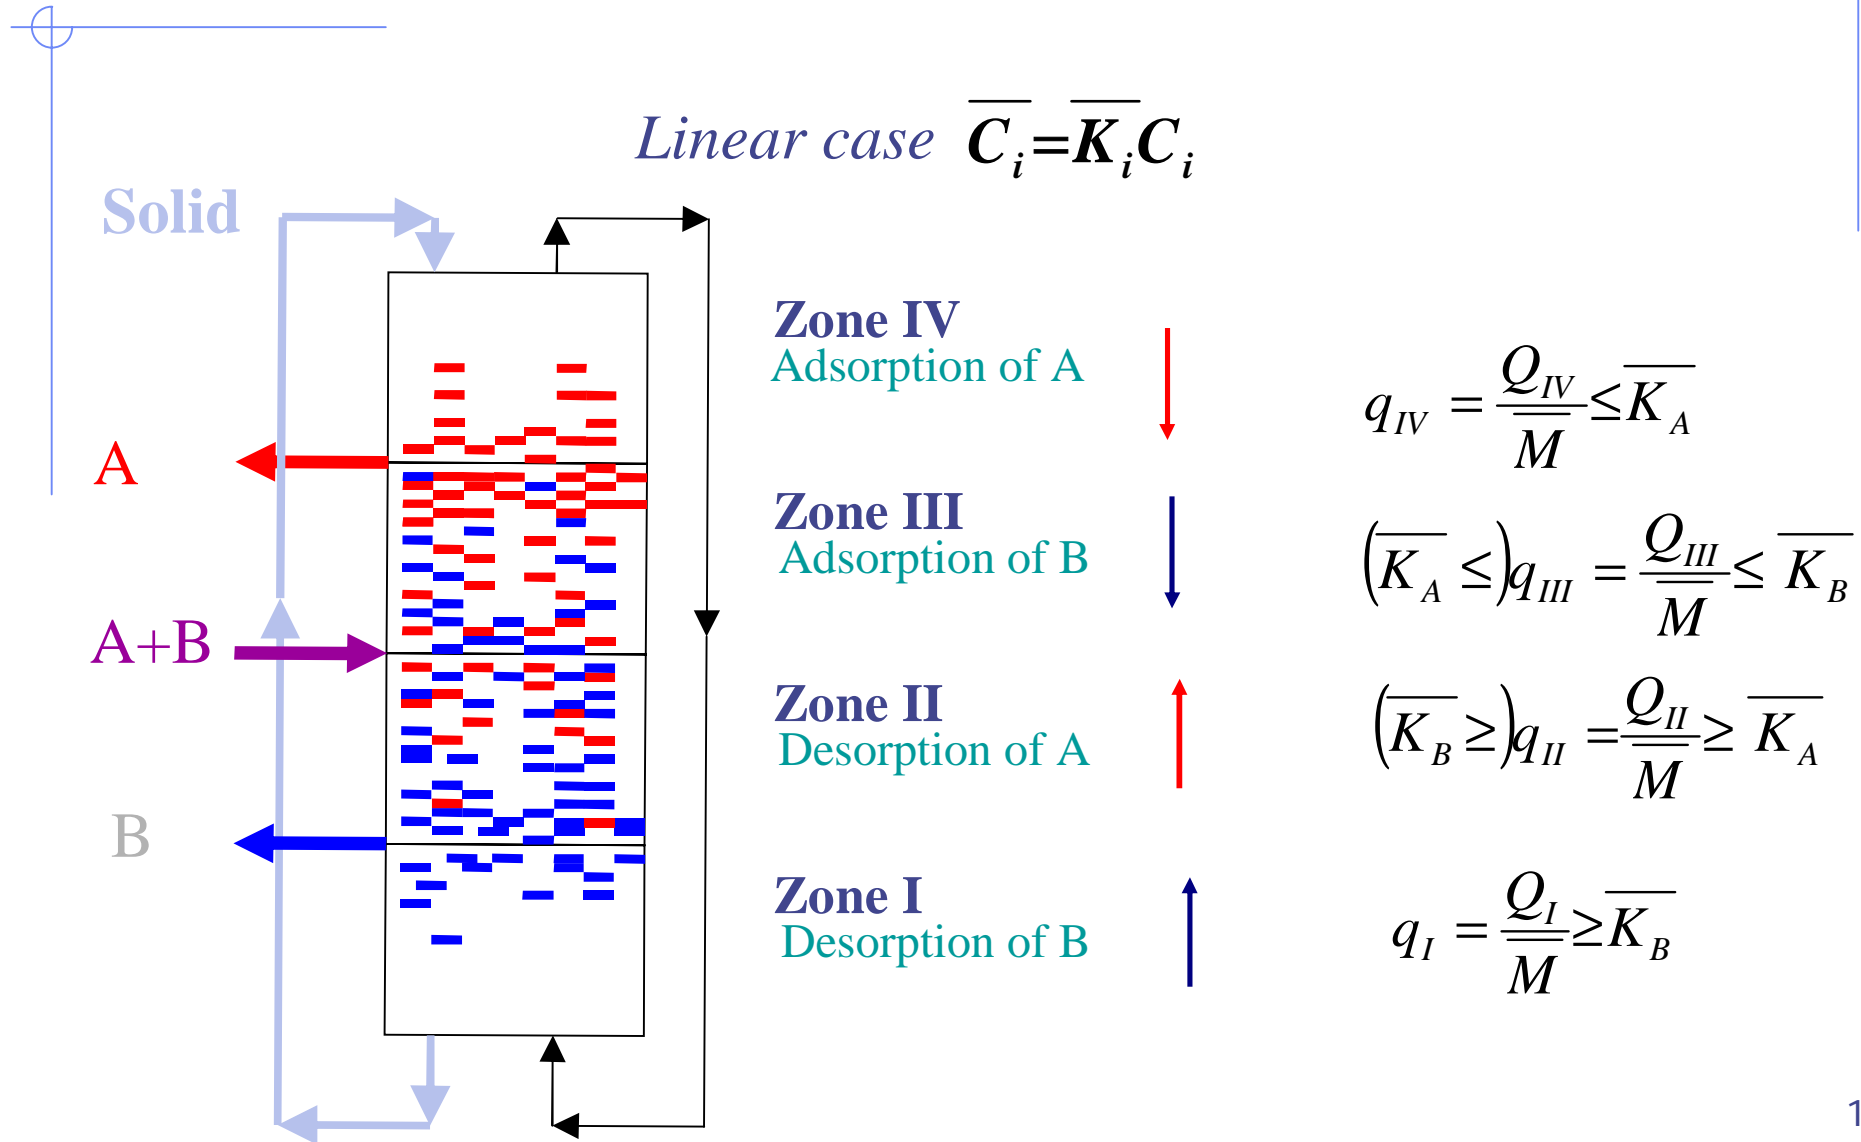 Linear case C̅ᵢ=K̅ᵢCᵢ
Solid
Zone IV
Adsorption of A
q_IV = Q_IV / M̅ ≤ K̅_A
A
Zone III
Adsorption of B
(K̅_A ≤) q_III = Q_III / M̅ ≤ K̅_B
A+B
Zone II
Desorption of A
(K̅_B ≥) q_II = Q_II / M̅ ≥ K̅_A
B
Zone I
Desorption of B
q_I = Q_I / M̅ ≥ K̅_B
1